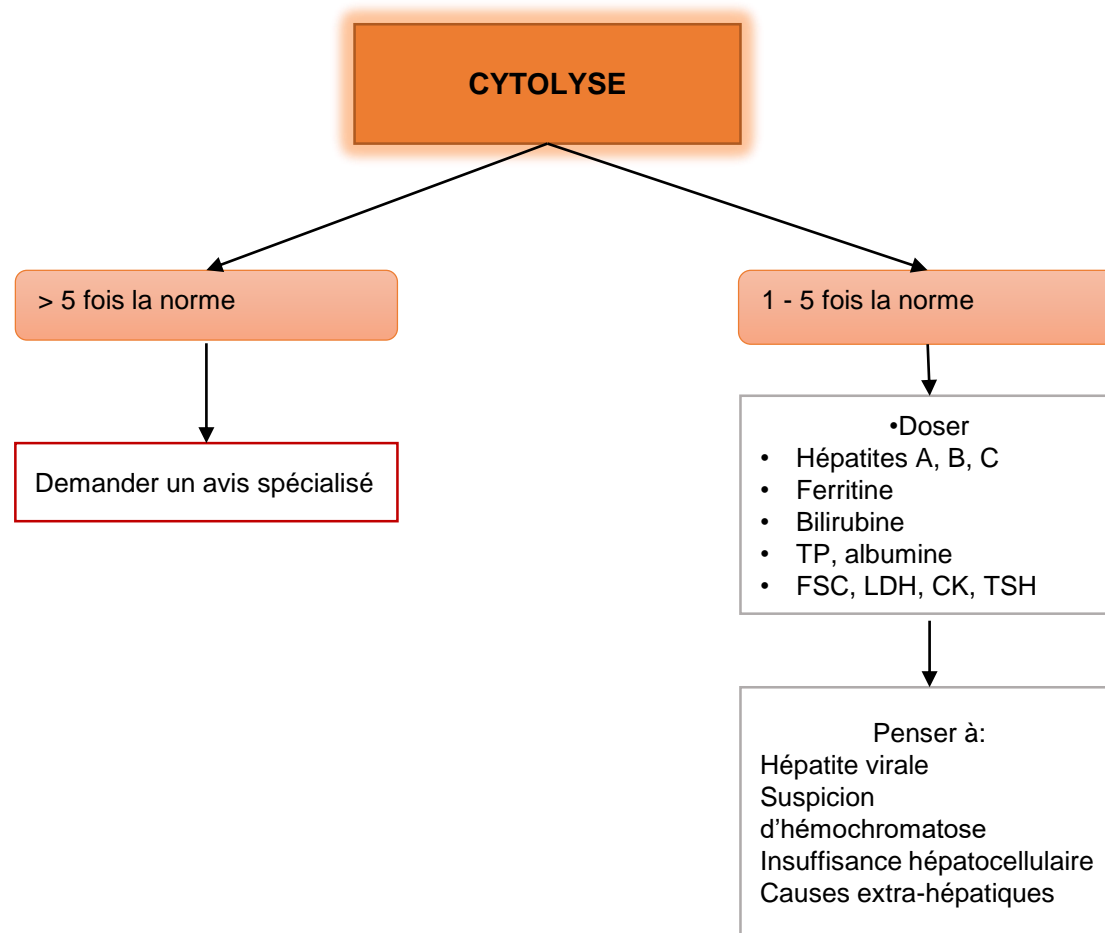 CYTOLYSE
> 5 fois la norme
1 - 5 fois la norme
Demander un avis spécialisé
•Doser
• Hépatites A, B, C
• Ferritine
• Bilirubine
• TP, albumine
• FSC, LDH, CK, TSH
Penser à:
Hépatite virale
Suspicion
d’hémochromatose
Insuffisance hépatocellulaire
Causes extra-hépatiques